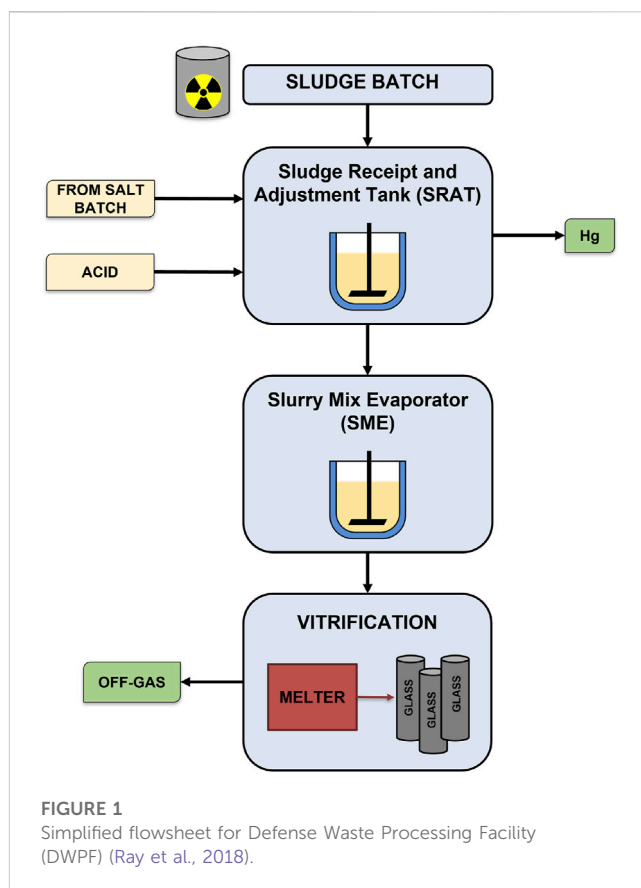 SLUDGE BATCH
Sludge Receipt and
Adjustment Tank (SRAT)
FROM SALT
BATCH
ACID
Hg
Slurry Mix Evaporator
(SME)
VITRIFICATION
OFF-GAS
MELTER
GLASS
GLASS
GLASS
FIGURE 1
Simplified flowsheet for Defense Waste Processing Facility
(DWPF) (Ray et al., 2018).